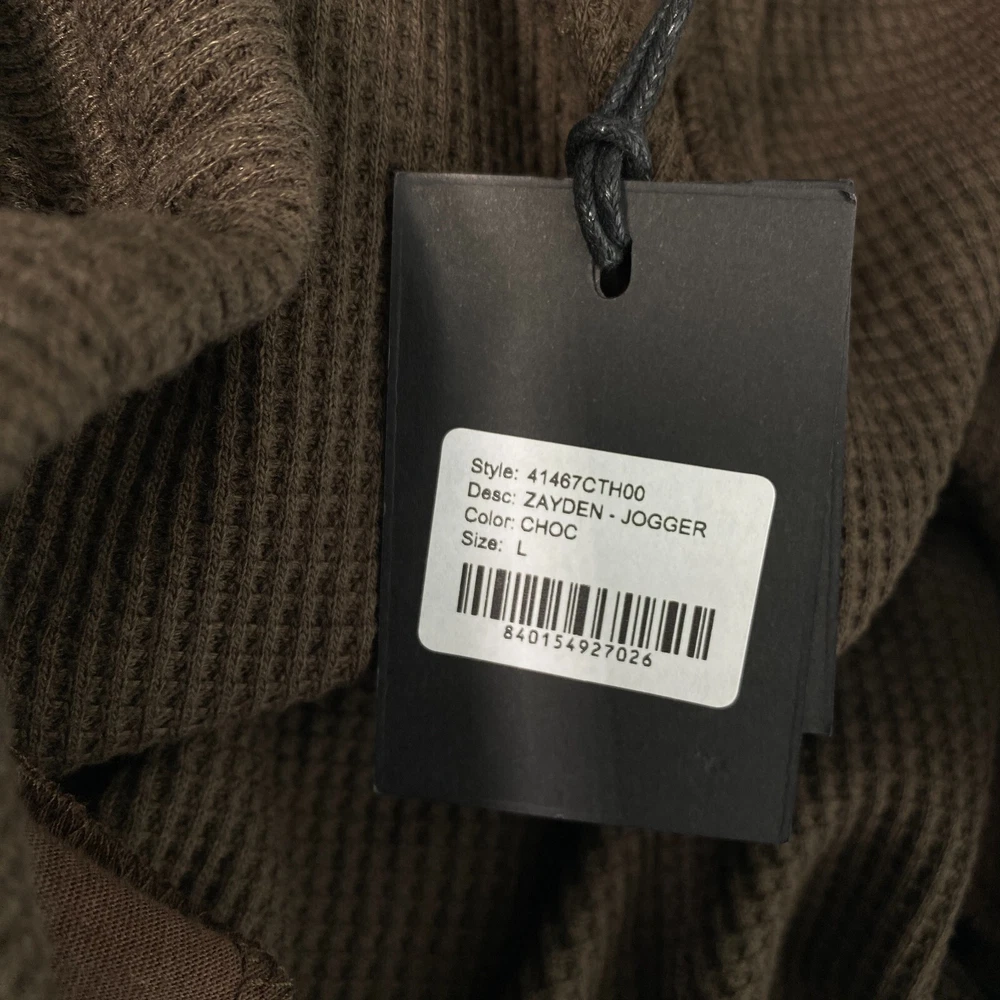 Style: 41467CTH00
Desc: ZAYDEN - JOGGER
Color: CHOC
Size: L
840154927026